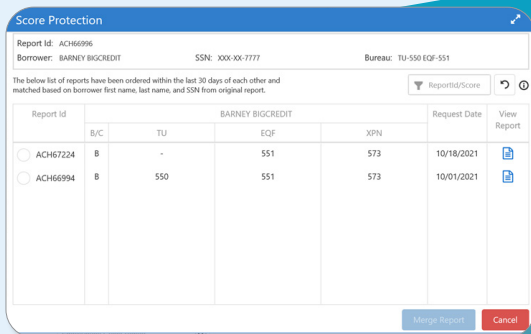 Score Protection
Report Id: ACH66996
Borrower: BARNEY BIGCREDIT SSN: XXX-XX-7777 Bureau: TU-550 EQF-551
The below list of reports have been ordered within the last 30 days of each other and
matched based on borrower first name, last name, and SSN from original report.
ReportId/Score
Report Id BARNEY BIGCREDIT Request Date View Report
B/C TU EQF XPN
ACH67224 B - 551 573 10/18/2021
ACH66994 B 550 551 573 10/01/2021
Merge Report Cancel